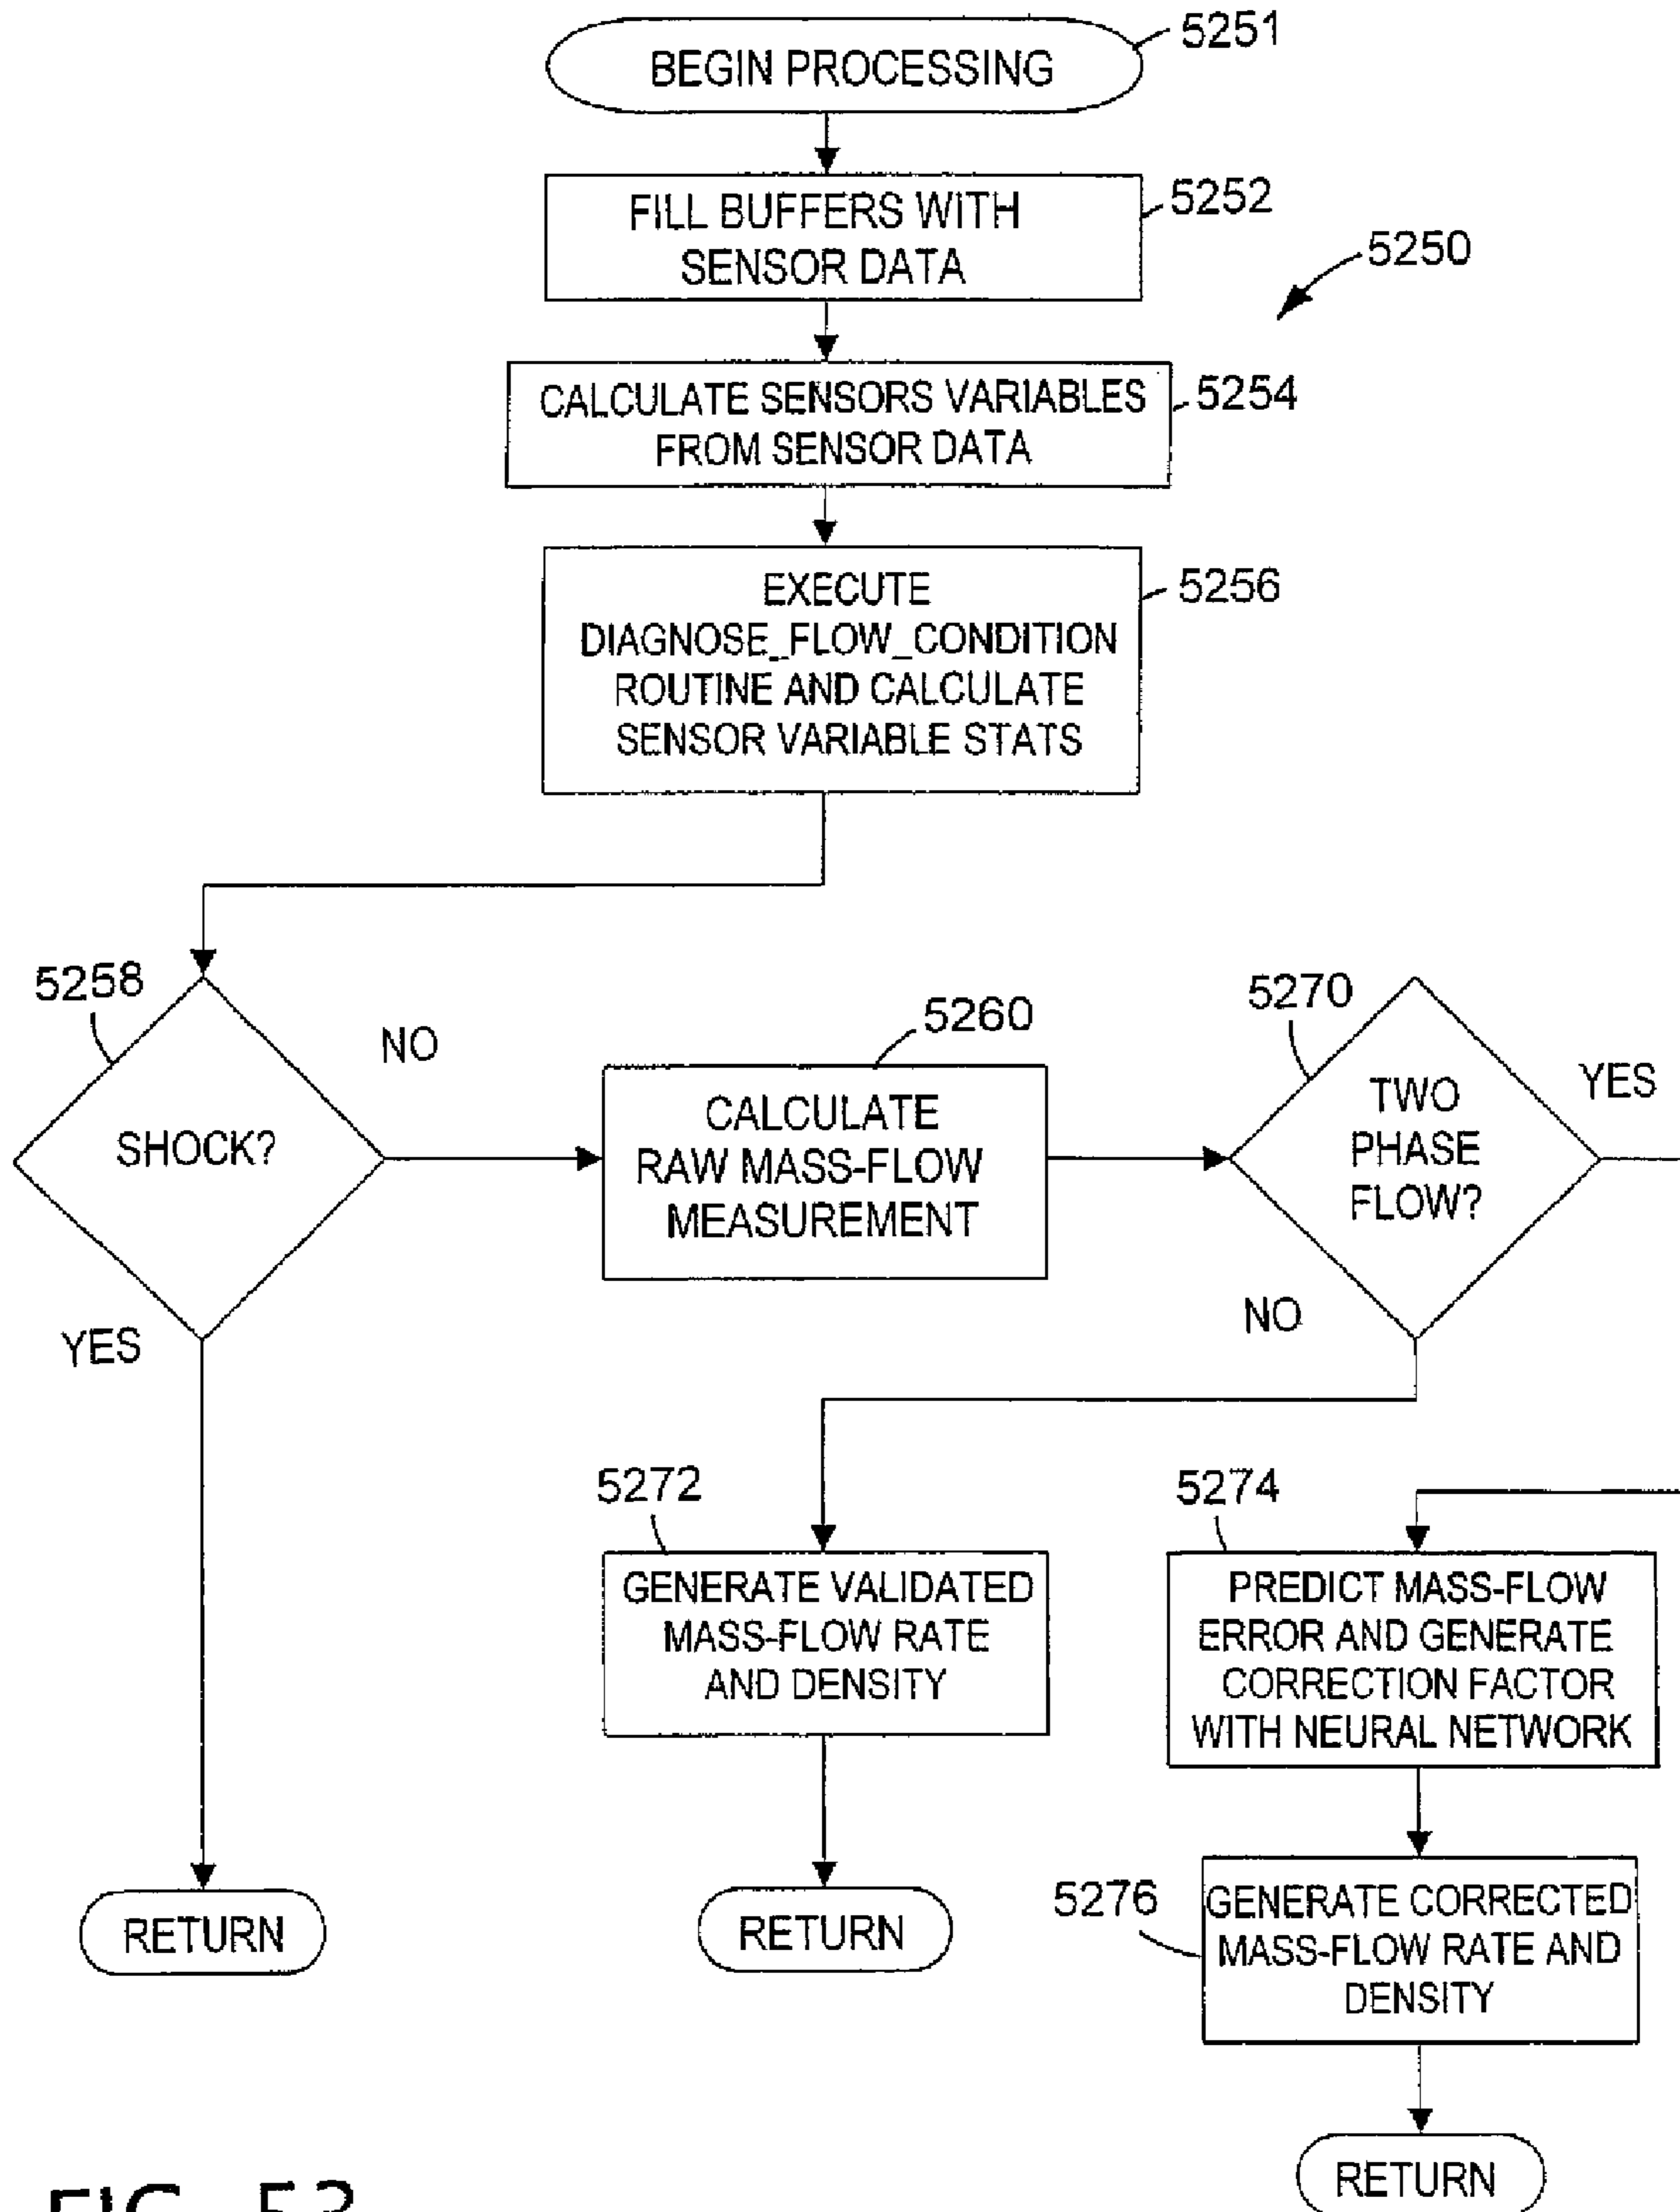 BEGIN PROCESSING
5251
FILL BUFFERS WITH
SENSOR DATA
5252
5250
CALCULATE SENSORS VARIABLES
FROM SENSOR DATA
5254
EXECUTE
DIAGNOSE_FLOW_CONDITION
ROUTINE AND CALCULATE
SENSOR VARIABLE STATS
5256
5258
SHOCK?
NO
YES
5260
CALCULATE
RAW MASS-FLOW
MEASUREMENT
5270
TWO
PHASE
FLOW?
YES
NO
5272
GENERATE VALIDATED
MASS-FLOW RATE
AND DENSITY
5274
PREDICT MASS-FLOW
ERROR AND GENERATE
CORRECTION FACTOR
WITH NEURAL NETWORK
RETURN
RETURN
5276
GENERATE CORRECTED
MASS-FLOW RATE AND
DENSITY
RETURN